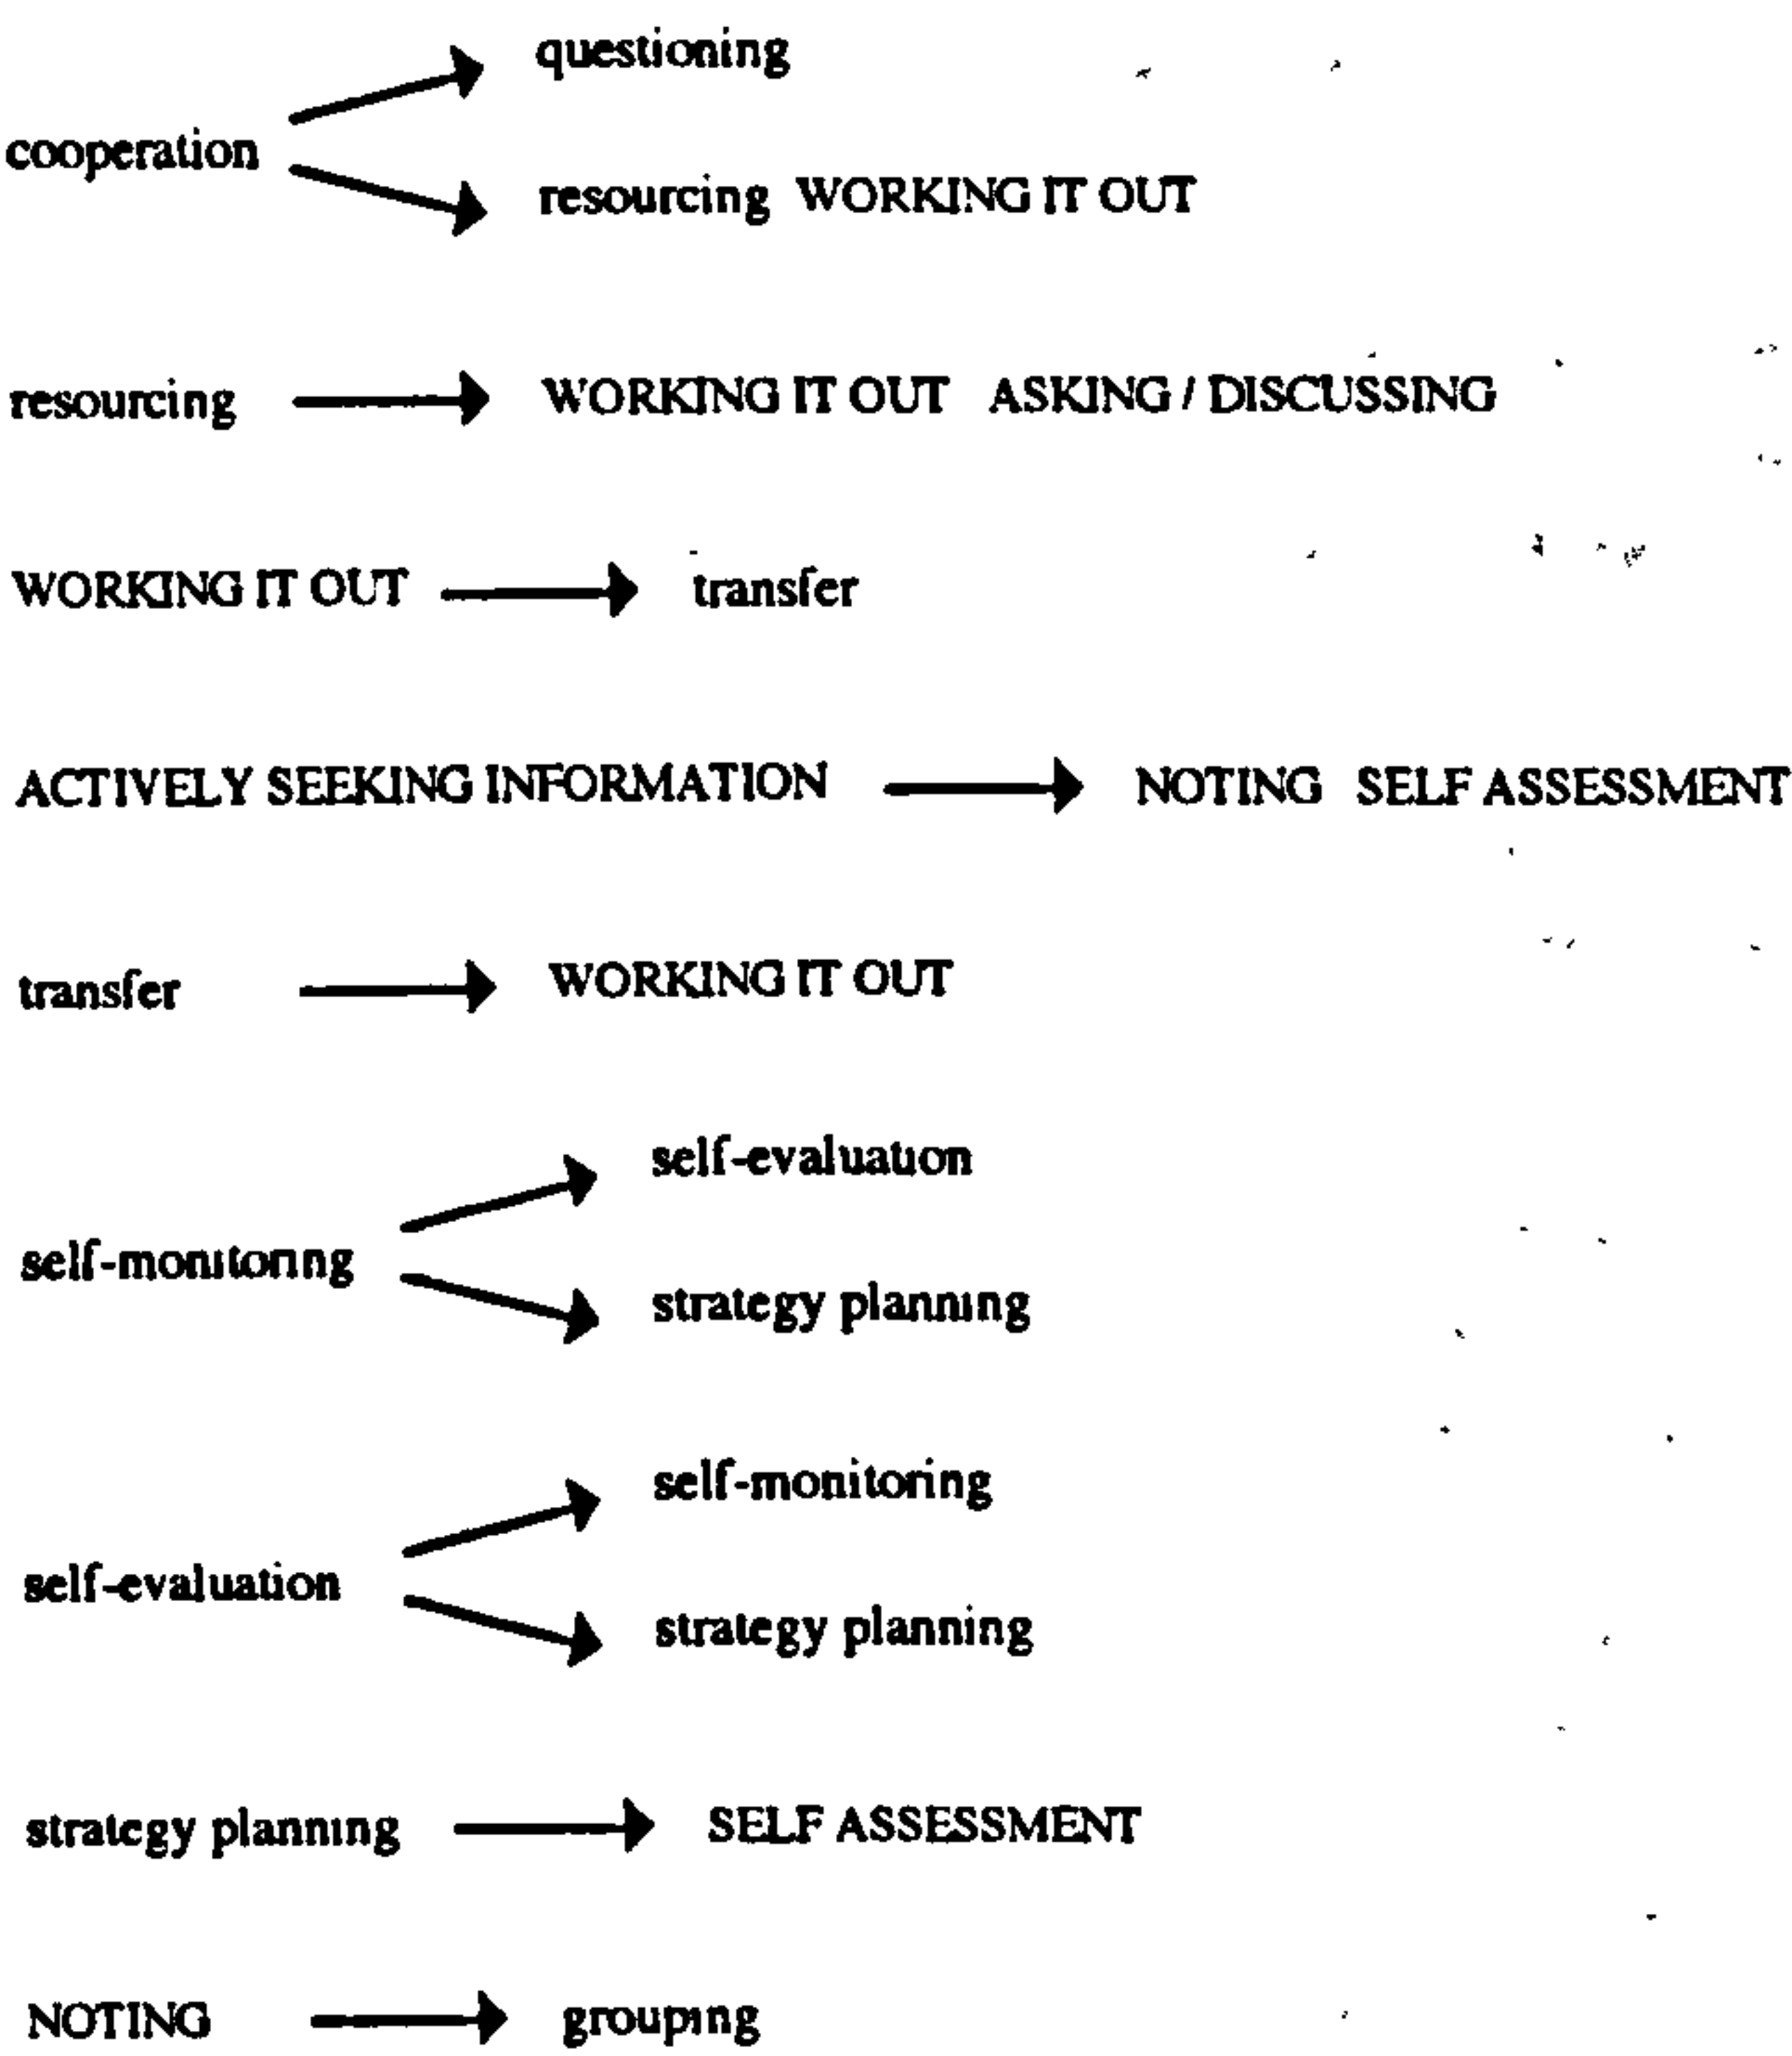 questioning
cooperation
resourcing WORKING IT OUT
resourcing WORKING IT OUT ASKING / DISCUSSING
WORKING IT OUT transfer
ACTIVELY SEEKING INFORMATION NOTING SELF ASSESSMENT
transfer WORKING IT OUT
self-evaluation
self-monitoring
strategy planning
self-monitoring
self-evaluation
strategy planning
strategy planning SELF ASSESSMENT
NOTING grouping